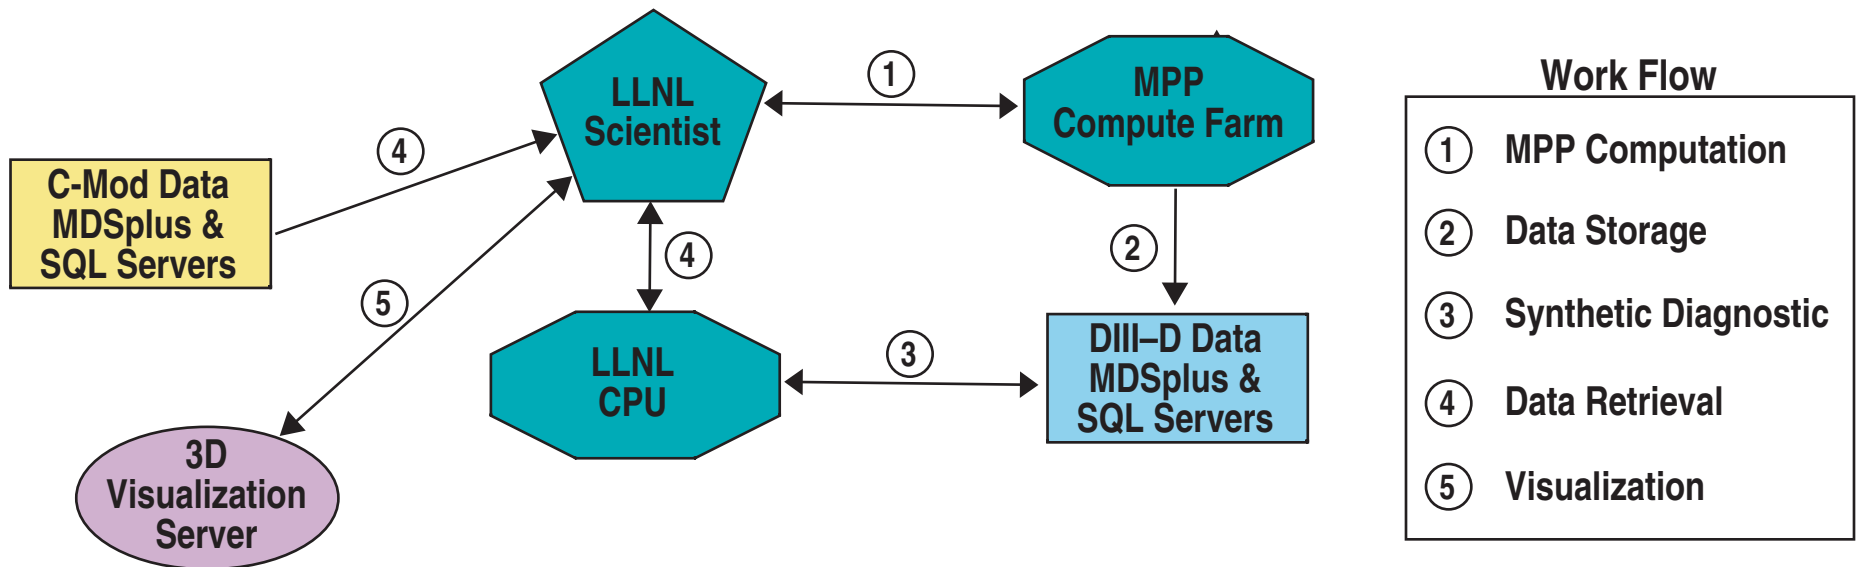 LLNL
Scientist
1
MPP
Compute Farm
4
C-Mod Data
MDSplus &
SQL Servers
5
4
2
LLNL
CPU
3
DIII–D Data
MDSplus &
SQL Servers
3D
Visualization
Server
Work Flow
1 MPP Computation
2 Data Storage
3 Synthetic Diagnostic
4 Data Retrieval
5 Visualization